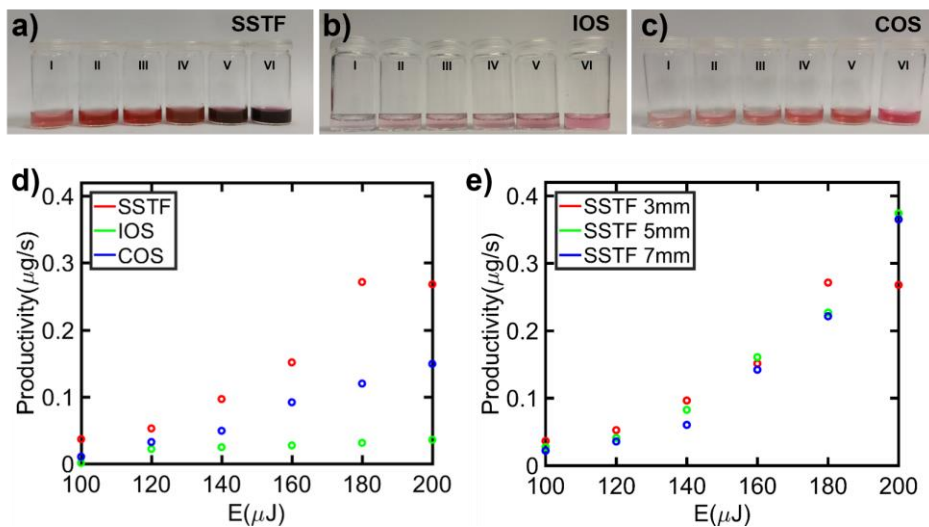 a) SSTF
I II III IV V VI
b) IOS
I II III IV V VI
c) COS
I II III IV V VI
d)
0.4
0.3
0.2
0.1
0
Productivity(μg/s)
SSTF
IOS
COS
100 120 140 160 180 200
E(μJ)
e)
0.4
0.3
0.2
0.1
0
Productivity(μg/s)
SSTF 3mm
SSTF 5mm
SSTF 7mm
100 120 140 160 180 200
E(μJ)